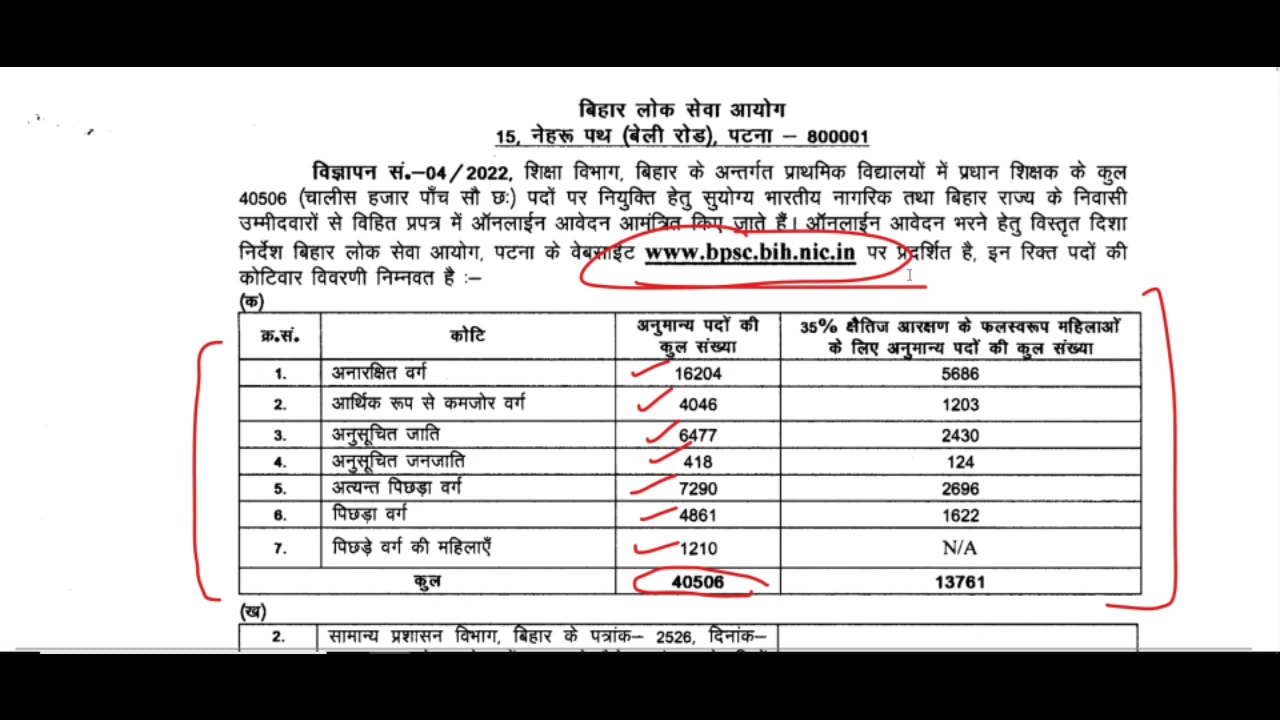 बिहार लोक सेवा आयोग
15, नेहरू पथ (बेली रोड), पटना – 800001
विज्ञापन सं.–04/2022, शिक्षा विभाग, बिहार के अन्तर्गत प्राथमिक विद्यालयों में प्रधान शिक्षक के कुल
40506 (चालीस हजार पाँच सौ छः) पदों पर नियुक्ति हेतु सुयोग्य भारतीय नागरिक तथा बिहार राज्य के निवासी
उम्मीदवारों से विहित प्रपत्र में ऑनलाईन आवेदन आमंत्रित किए जाते हैं। ऑनलाईन आवेदन भरने हेतु विस्तृत दिशा
निर्देश बिहार लोक सेवा आयोग, पटना के वेबसाईट www.bpsc.bih.nic.in पर प्रदर्शित है, इन रिक्त पदों की
कोटिवार विवरणी निम्नवत है :–
(क)
क्र.सं. कोटि अनुमान्य पदों की कुल संख्या 35% क्षैतिज आरक्षण के फलस्वरूप महिलाओं के लिए अनुमान्य पदों की कुल संख्या
1. अनारक्षित वर्ग 16204 5686
2. आर्थिक रूप से कमजोर वर्ग 4046 1203
3. अनुसूचित जाति 6477 2430
4. अनुसूचित जनजाति 418 124
5. अत्यन्त पिछड़ा वर्ग 7290 2696
6. पिछड़ा वर्ग 4861 1622
7. पिछड़े वर्ग की महिलाएँ 1210 N/A
कुल 40506 13761
(ख)
2. सामान्य प्रशासन विभाग, बिहार के पत्रांक– 2526, दिनांक–